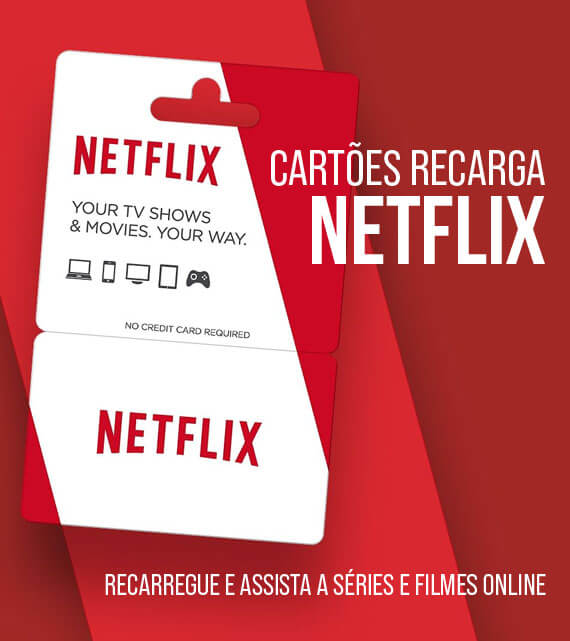 NETFLIX
YOUR TV SHOWS
& MOVIES. YOUR WAY.
NO CREDIT CARD REQUIRED
NETFLIX
CARTÕES RECARGA
NETFLIX
RECARREGUE E ASSISTA A SÉRIES E FILMES ONLINE